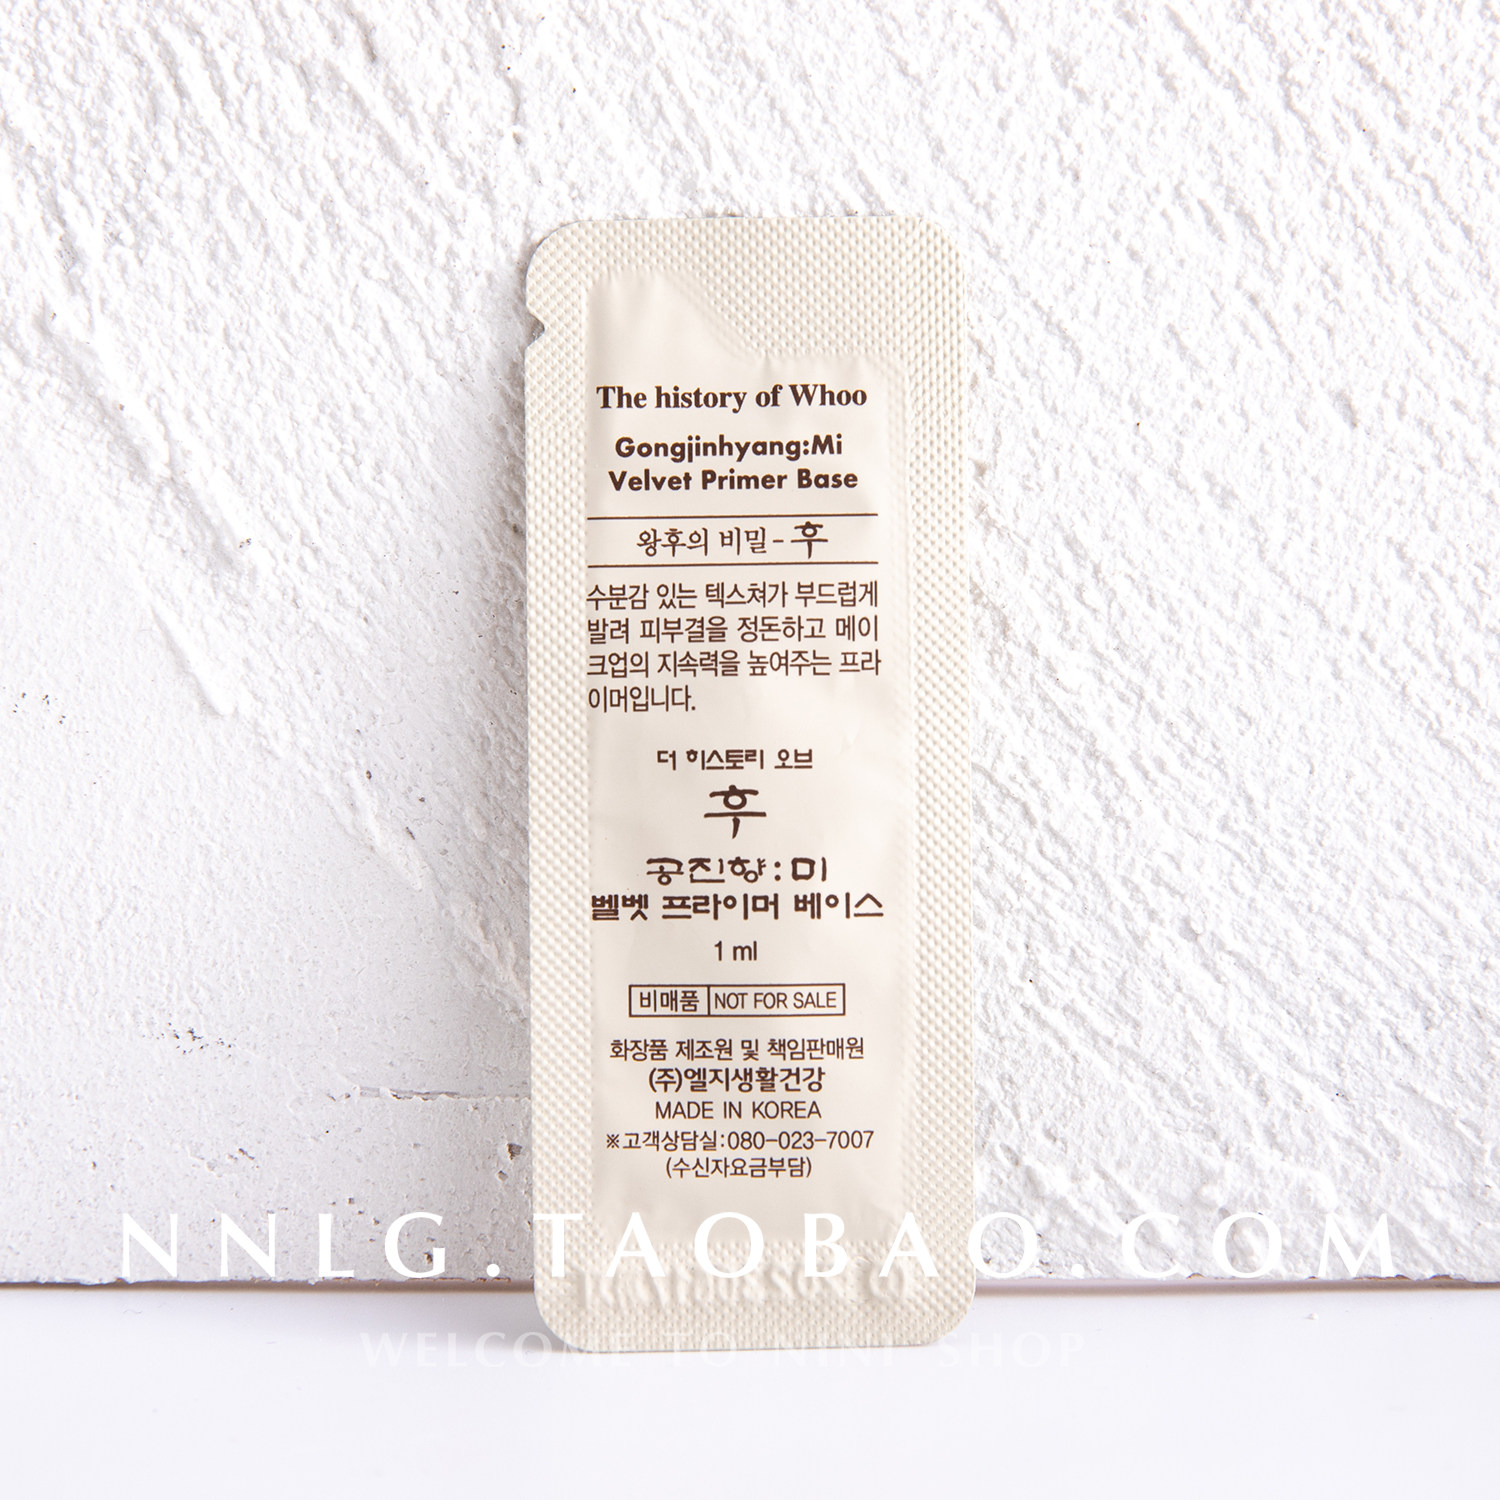 The history of Whoo
Gongjinhyang:Mi
Velvet Primer Base
왕후의 비밀-후
수분감 있는 텍스쳐가 부드럽게
발려 피부결을 정돈하고 메이
크업의 지속력을 높여주는 프라
이머입니다.
더 히스토리 오브
후
공진향:미
벨벳 프라이머 베이스
1 ml
비매품 NOT FOR SALE
화장품 제조원 및 책임판매원
(주)엘지생활건강
MADE IN KOREA
※고객상담실:080-023-7007
(수신자요금부담)
NNLG.TAOBAO.COM
WELCOME TO NINI SHOP